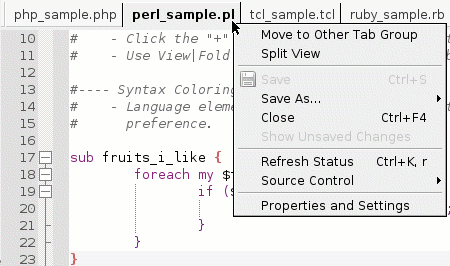 php_sample.php perl_sample.pl tcl_sample.tcl ruby_sample.rb
Move to Other Tab Group
Split View
Save Ctrl+S
Save As...
Close Ctrl+F4
Show Unsaved Changes
Refresh Status Ctrl+K, r
Source Control
Properties and Settings
10 # - Click the "+"
11 # - Use View|Fold
12
13 #---- Syntax Coloring
14 # - Language elem
15 # preference.
16
17 sub fruits_i_like {
18 foreach my
19 if (
20 ;
21 }
22 }
23 }